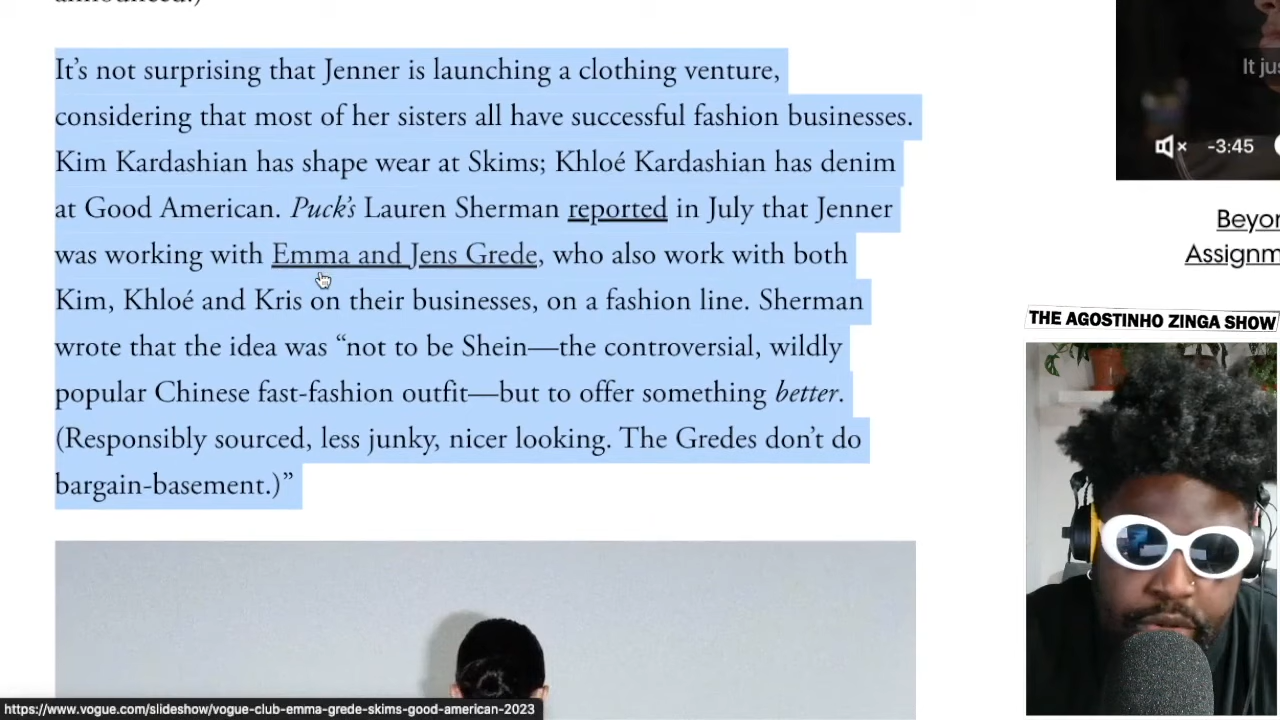 It’s not surprising that Jenner is launching a clothing venture,
considering that most of her sisters all have successful fashion businesses.
Kim Kardashian has shape wear at Skims; Khloé Kardashian has denim
at Good American. Puck’s Lauren Sherman reported in July that Jenner
was working with Emma and Jens Grede, who also work with both
Kim, Khloé and Kris on their businesses, on a fashion line. Sherman
wrote that the idea was “not to be Shein—the controversial, wildly
popular Chinese fast-fashion outfit—but to offer something better.
(Responsibly sourced, less junky, nicer looking. The Gredes don’t do
bargain-basement.)”
It
-3:45
THE AGOSTINHO ZINGA SHOW
https://www.vogue.com/slideshow/vogue-club-emma-grede-skims-good-american-2023